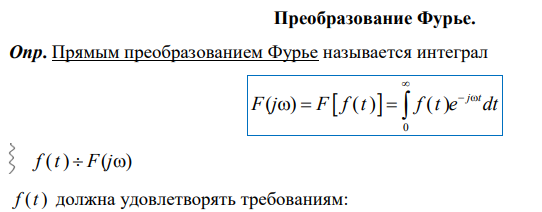 Преобразование Фурье.
Опр. Прямым преобразованием Фурье называется интеграл
F(jω) = F[f(t)] = ∫₀^∞ f(t)e^{−jωt}dt
f(t) ÷ F(jω)
f(t) должна удовлетворять требованиям: